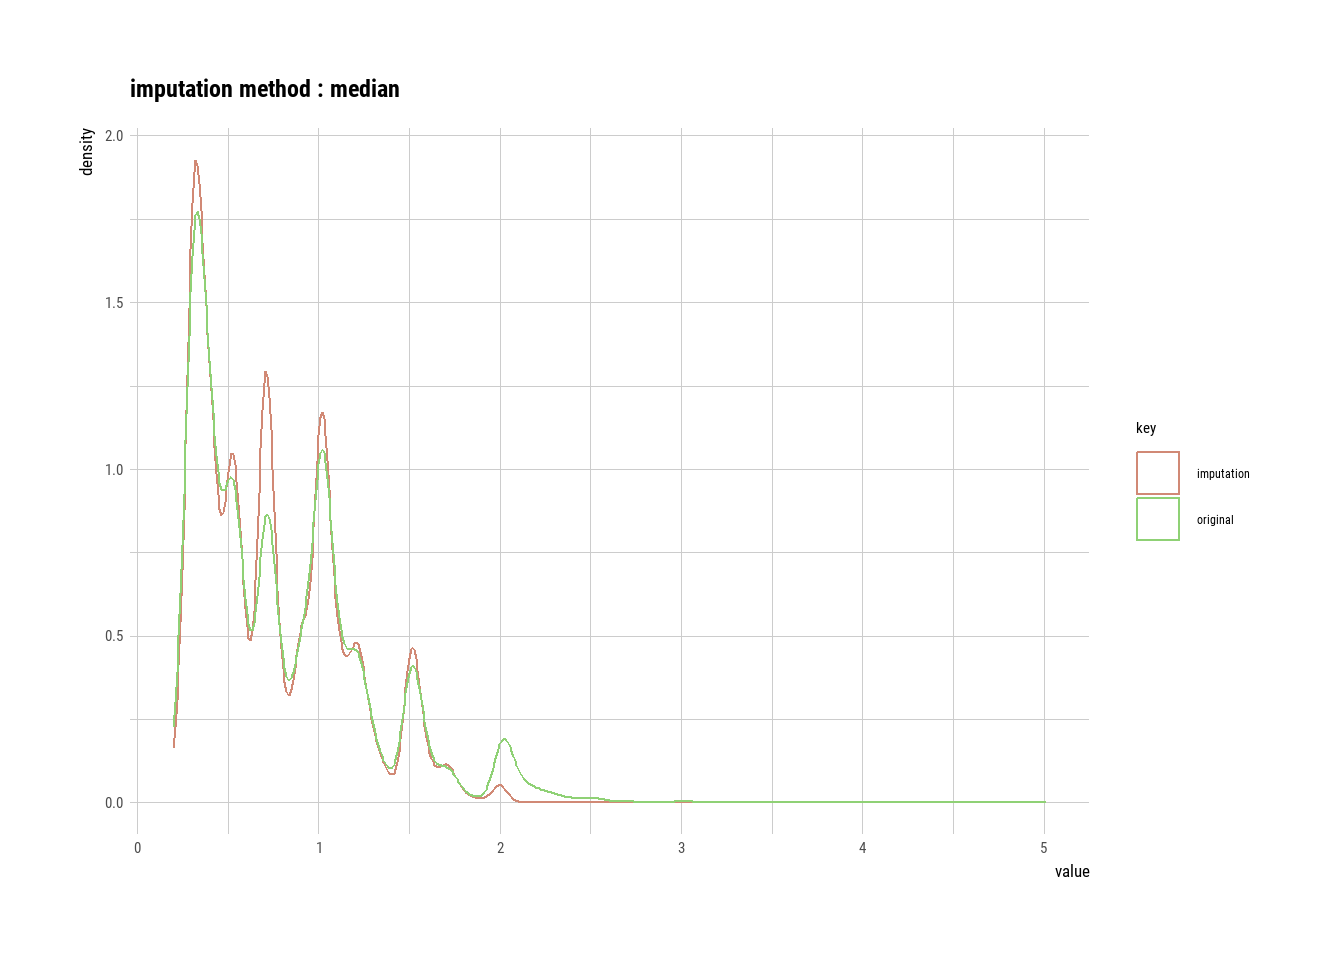 imputation method : median
density
2.0
1.5
1.0
0.5
0.0
0 1 2 3 4 5
value
key
imputation
original